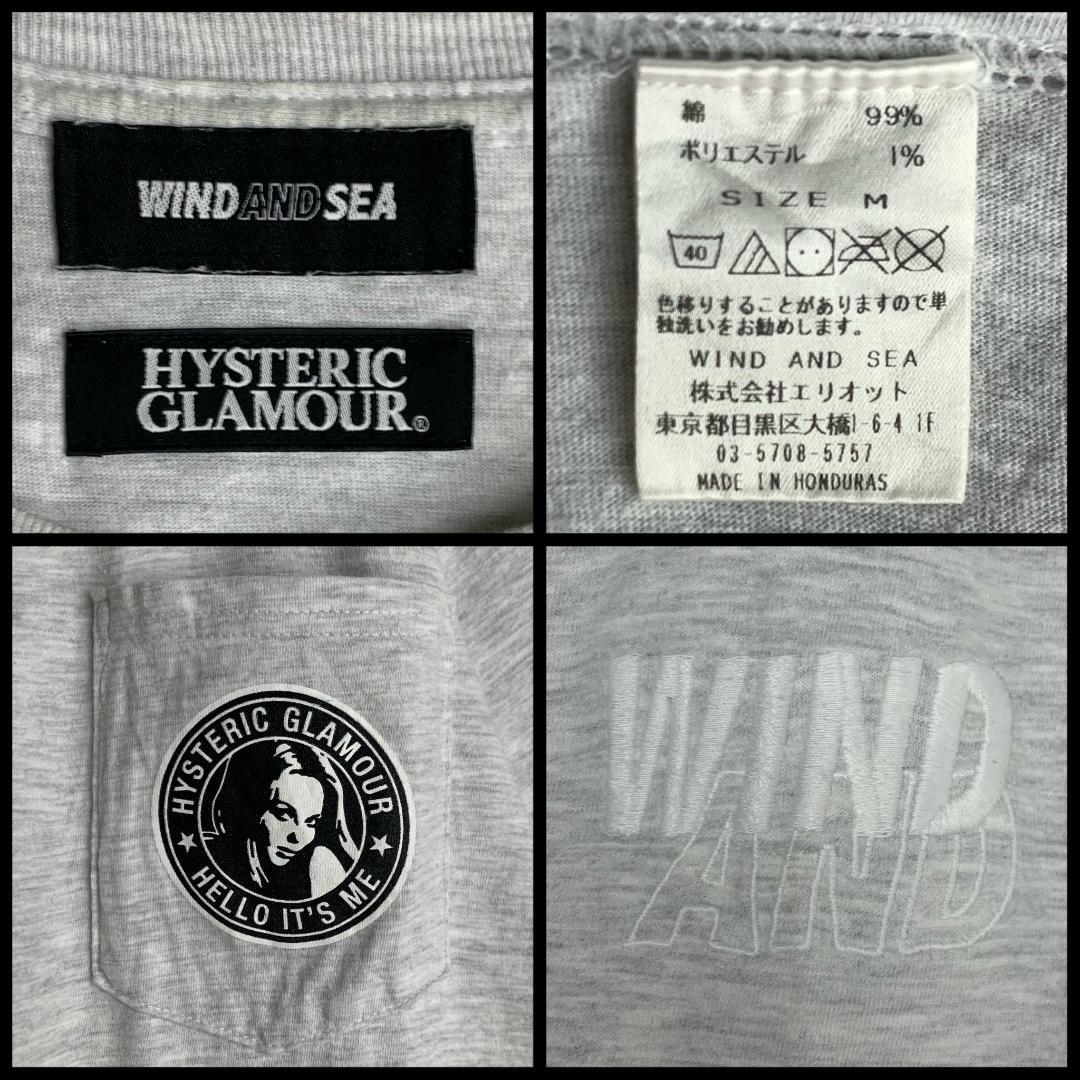 WIND AND SEA
HYSTERIC
GLAMOUR®
綿 99%
ポリエステル 1%
SIZE M
40
色移りすることがありますので単
独洗いをお勧めします。
WIND AND SEA
株式会社エリオット
東京都目黒区大橋1-6-4 1F
03-5708-5757
MADE IN HONDURAS
HYSTERIC GLAMOUR
HELLO IT'S ME
WIND
AND